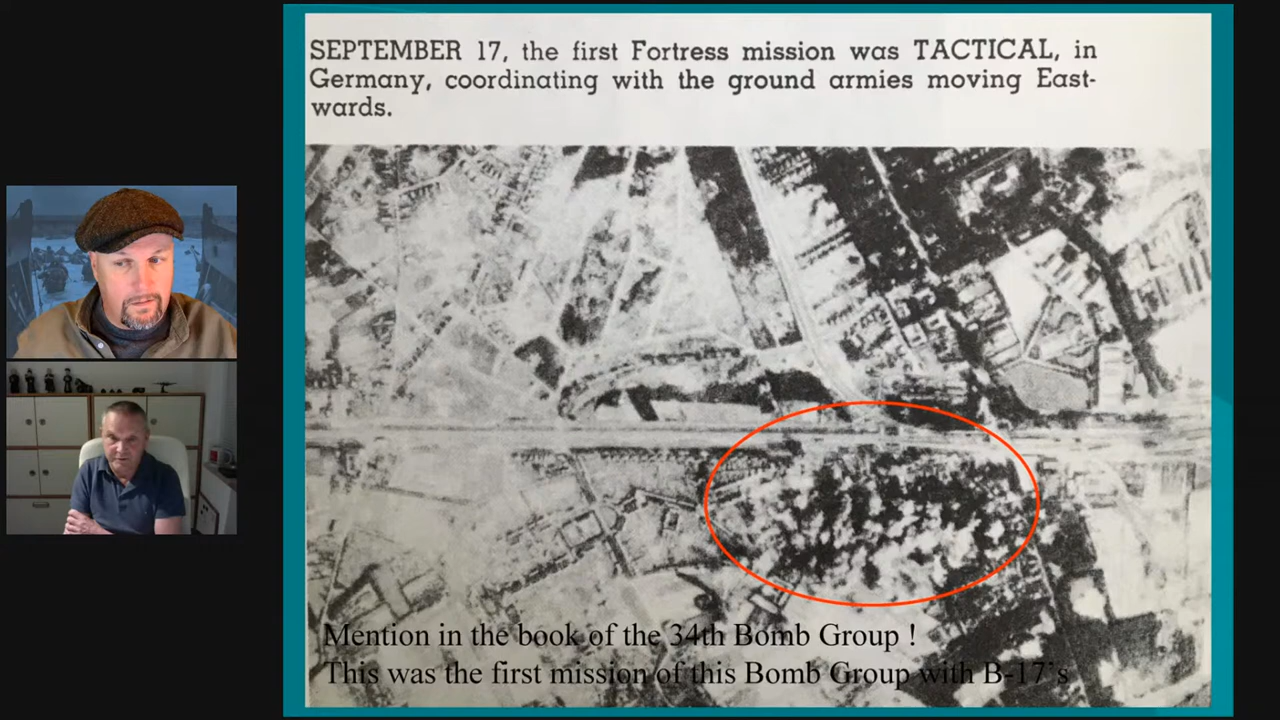 SEPTEMBER 17, the first Fortress mission was TACTICAL, in
Germany, coordinating with the ground armies moving East-
wards.
Mention in the book of the 34th Bomb Group !
This was the first mission of this Bomb Group with B-17´s